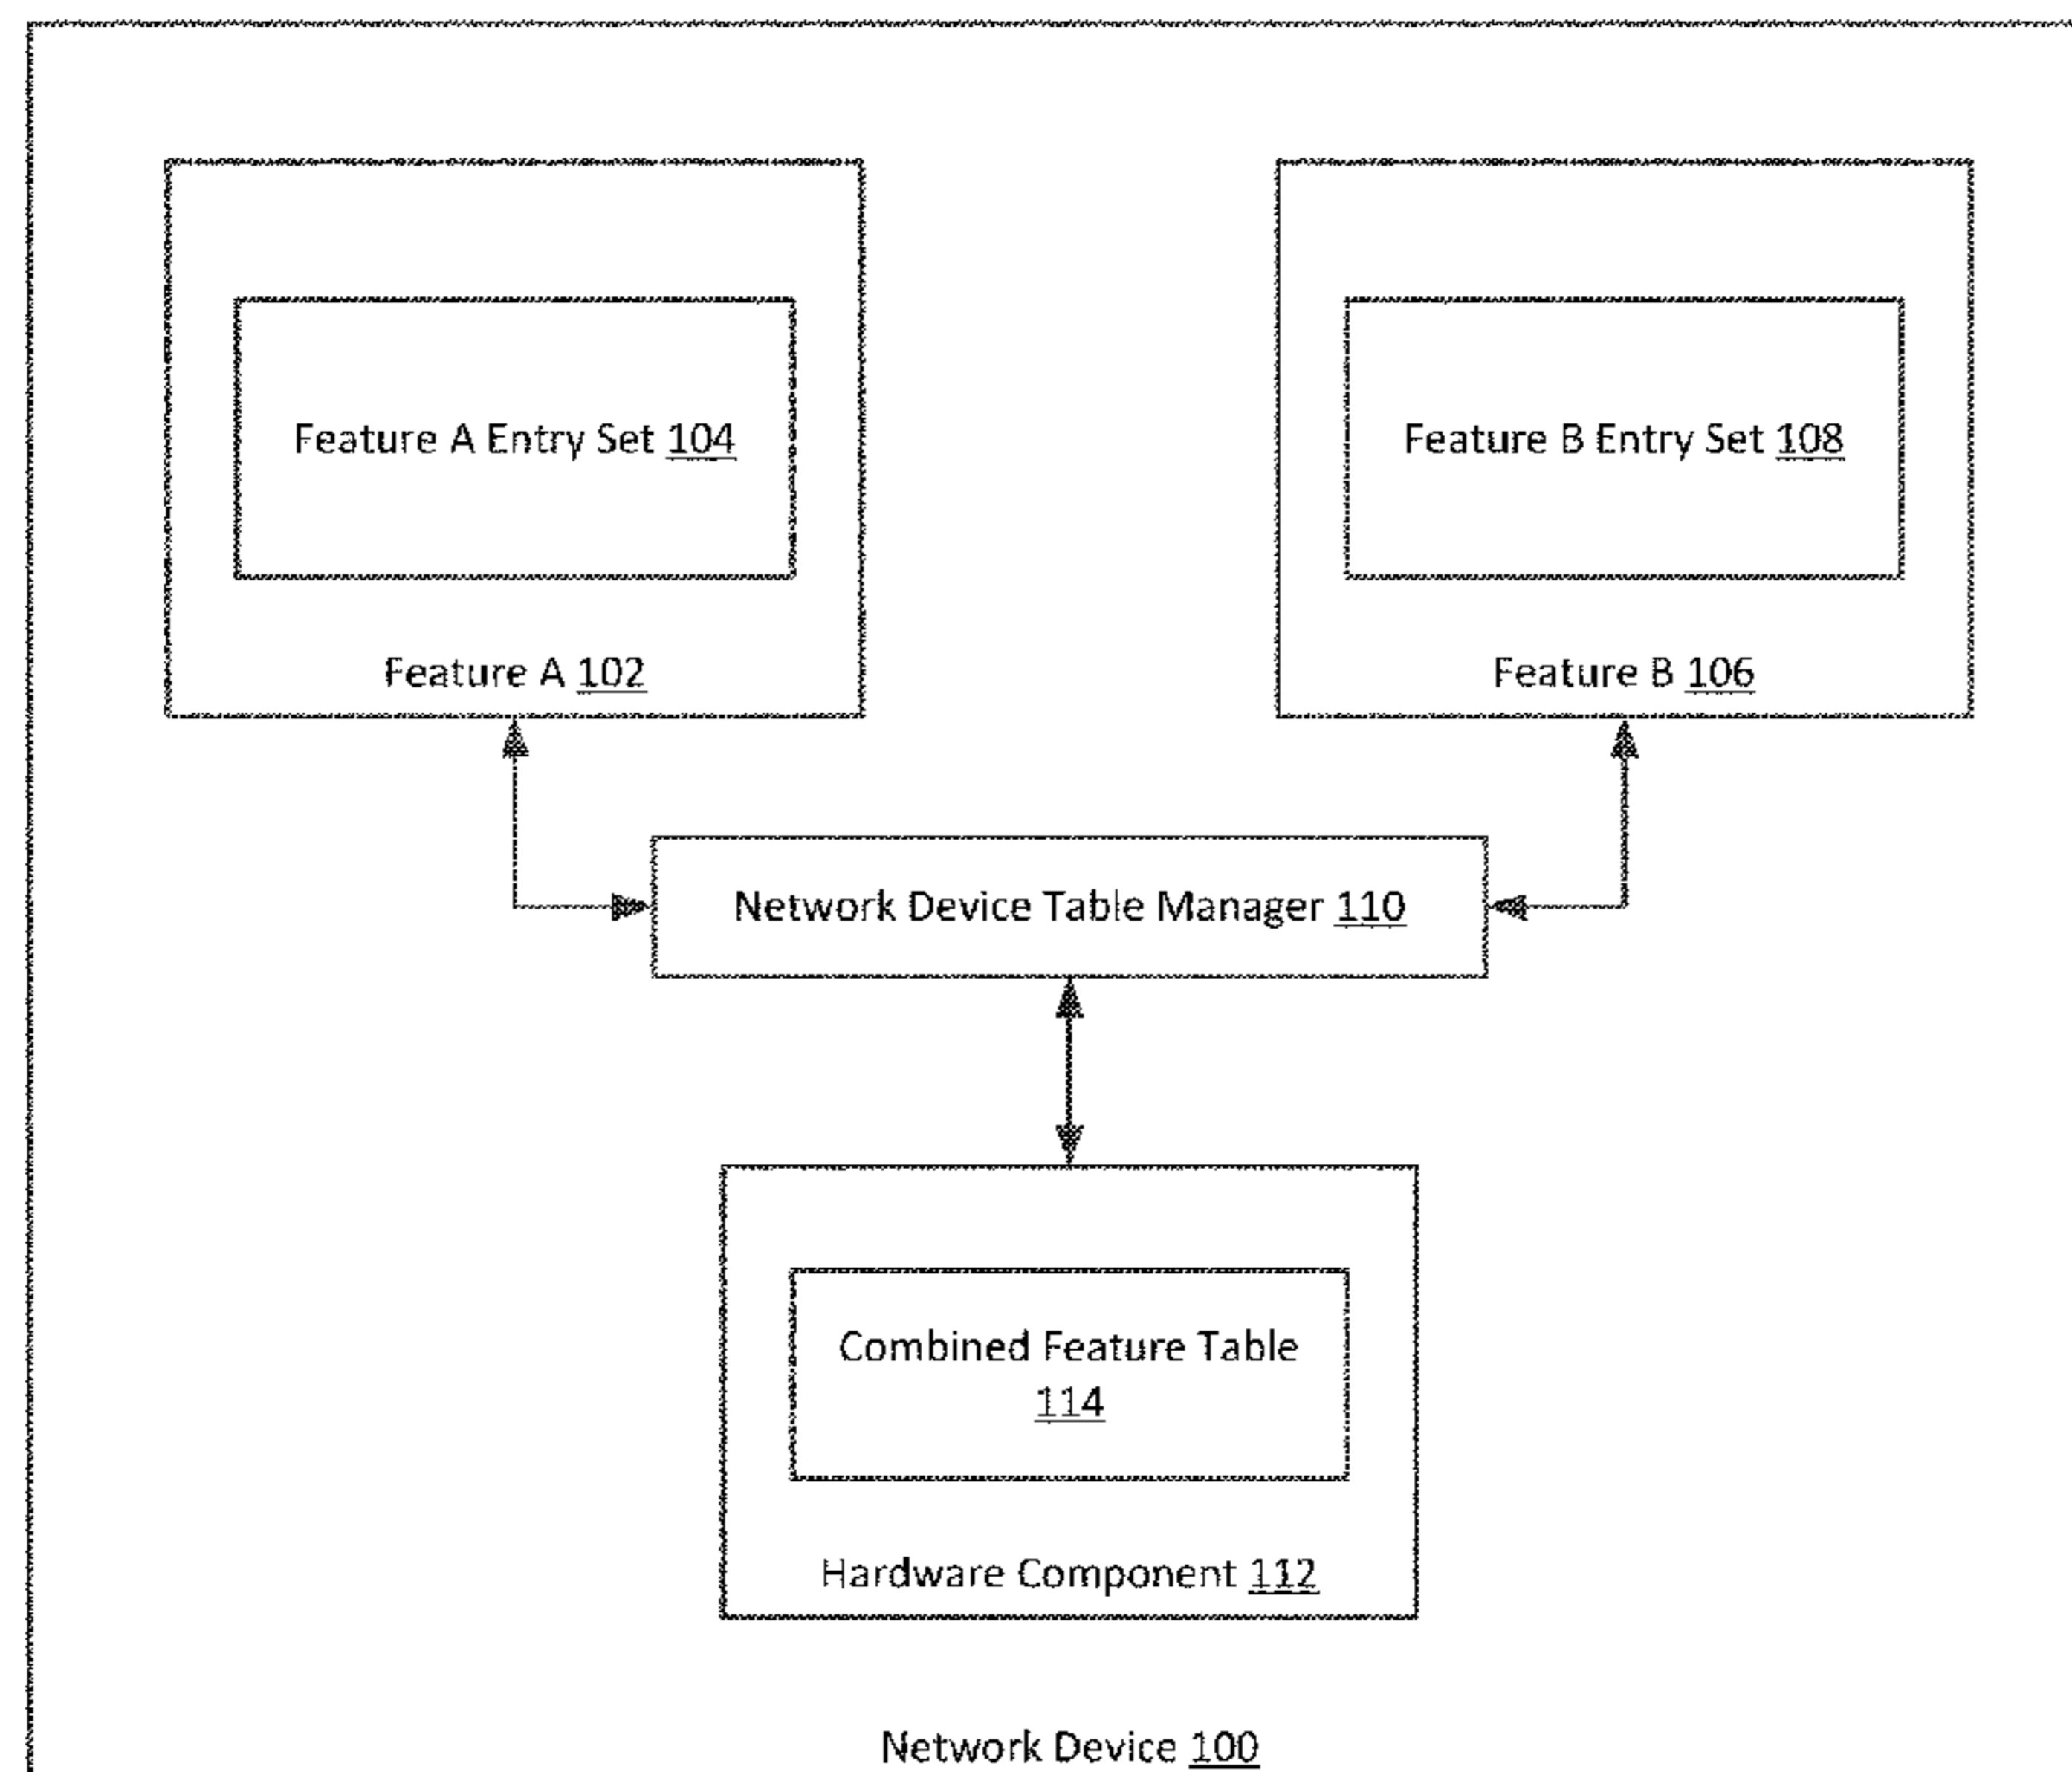 Feature A Entry Set 104
Feature B Entry Set 108
Feature A 102
Feature B 106
Network Device Table Manager 110
Combined Feature Table
114
Hardware Component 112
Network Device 100